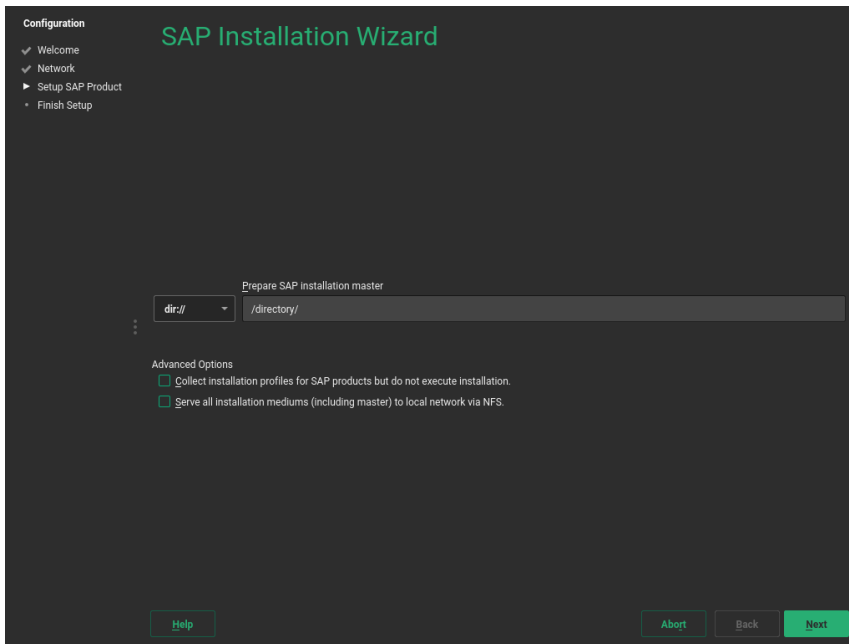 Configuration
Welcome
Network
Setup SAP Product
Finish Setup
SAP Installation Wizard
Prepare SAP installation master
dir:// /directory/
Advanced Options
Collect installation profiles for SAP products but do not execute installation.
Serve all installation mediums (including master) to local network via NFS.
Help Abort Back Next